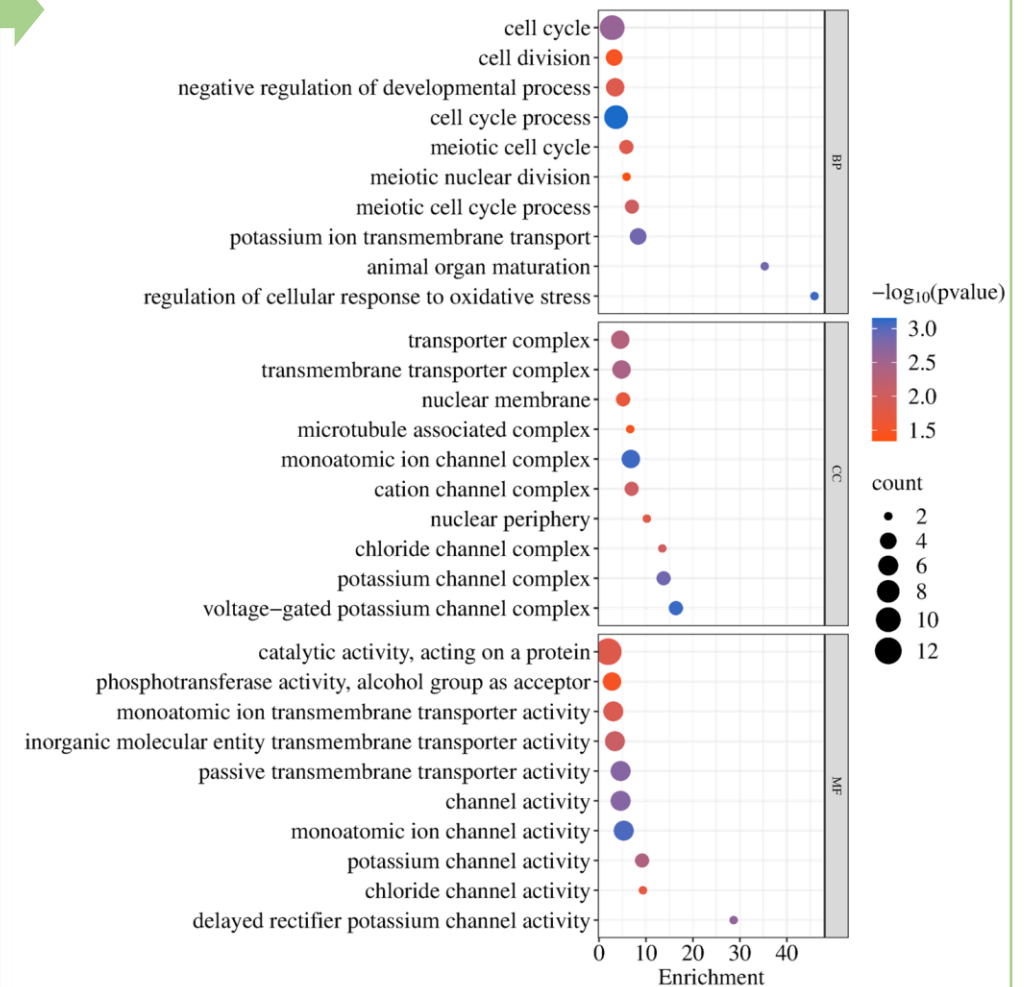 cell cycle
cell division
negative regulation of developmental process
cell cycle process
meiotic cell cycle
meiotic nuclear division
meiotic cell cycle process
potassium ion transmembrane transport
animal organ maturation
regulation of cellular response to oxidative stress
BP
transporter complex
transmembrane transporter complex
nuclear membrane
microtubule associated complex
monoatomic ion channel complex
cation channel complex
nuclear periphery
chloride channel complex
potassium channel complex
voltage−gated potassium channel complex
CC
catalytic activity, acting on a protein
phosphotransferase activity, alcohol group as acceptor
monoatomic ion transmembrane transporter activity
inorganic molecular entity transmembrane transporter activity
passive transmembrane transporter activity
channel activity
monoatomic ion channel activity
potassium channel activity
chloride channel activity
delayed rectifier potassium channel activity
MF
0 10 20 30 40
Enrichment
−log₁₀(pvalue)
3.0
2.5
2.0
1.5
count
2
4
6
8
10
12